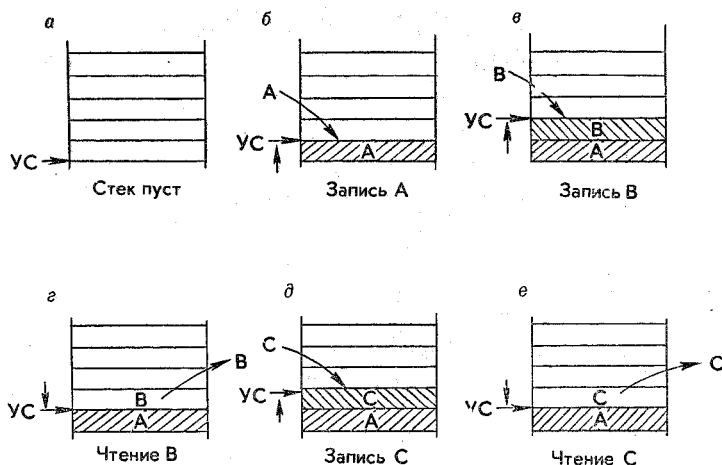 а
УС
Стек пуст
б
А
УС
А
Запись А
в
В
УС
В
А
Запись В
г
В
В
УС
А
Чтение В
д
С
УС
С
А
Запись С
е
С
С
УС
А
Чтение С